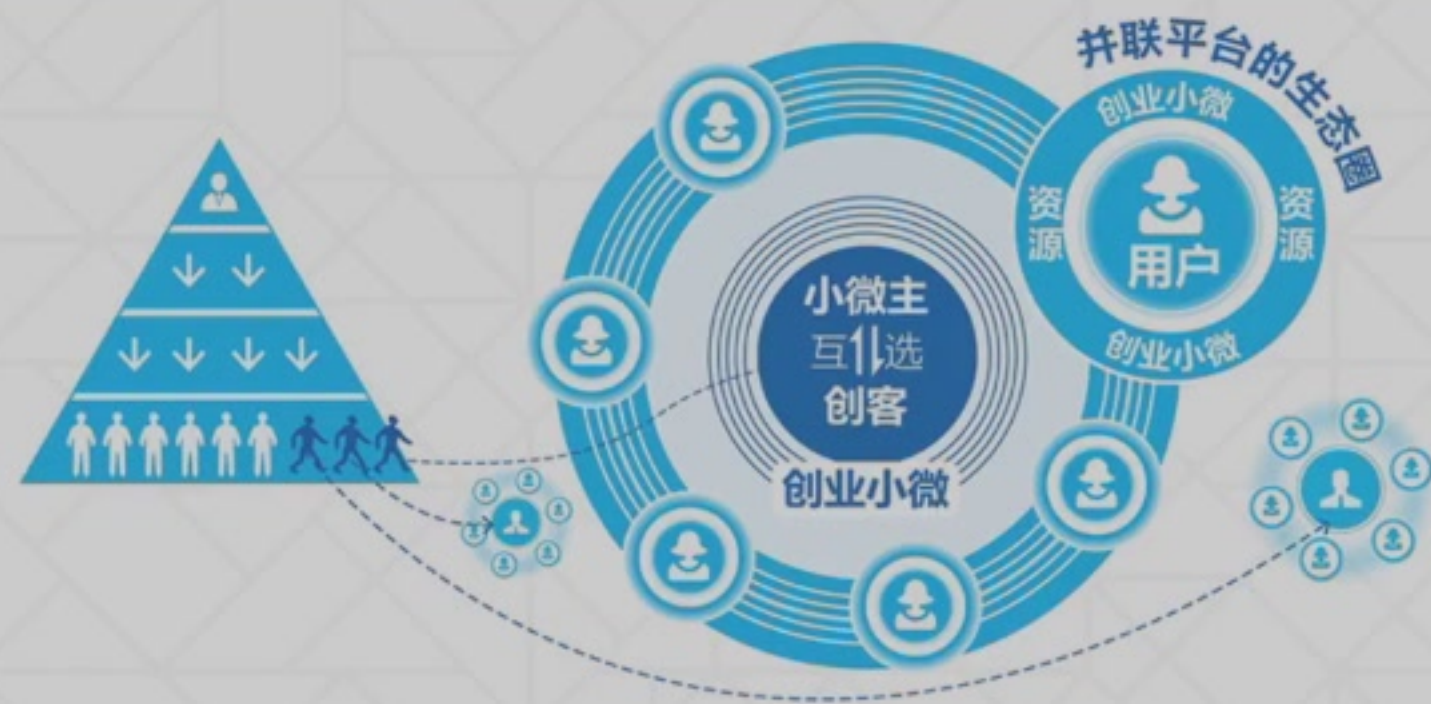 并联平台的生态圈
创业小微
资源
用户
资源
创业小微
小微主
互选
创客
创业小微